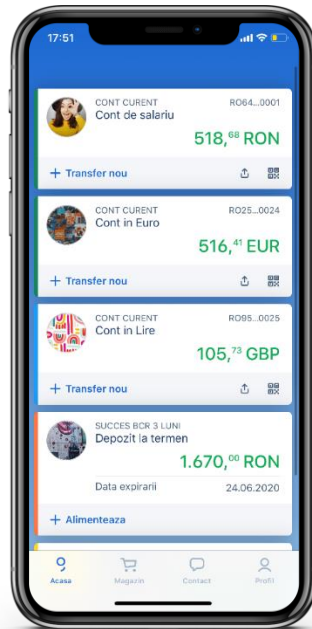 17:51
CONT CURENT RO64...0001
Cont de salariu
518,⁶⁸ RON
+ Transfer nou
CONT CURENT RO25...0024
Cont in Euro
516,⁴¹ EUR
+ Transfer nou
CONT CURENT RO95...0025
Cont in Lire
105,⁷³ GBP
+ Transfer nou
SUCCES BCR 3 LUNI
Depozit la termen
1.670,⁰⁰ RON
Data expirarii 24.06.2020
+ Alimenteaza
Acasa Magazin Contact Profil